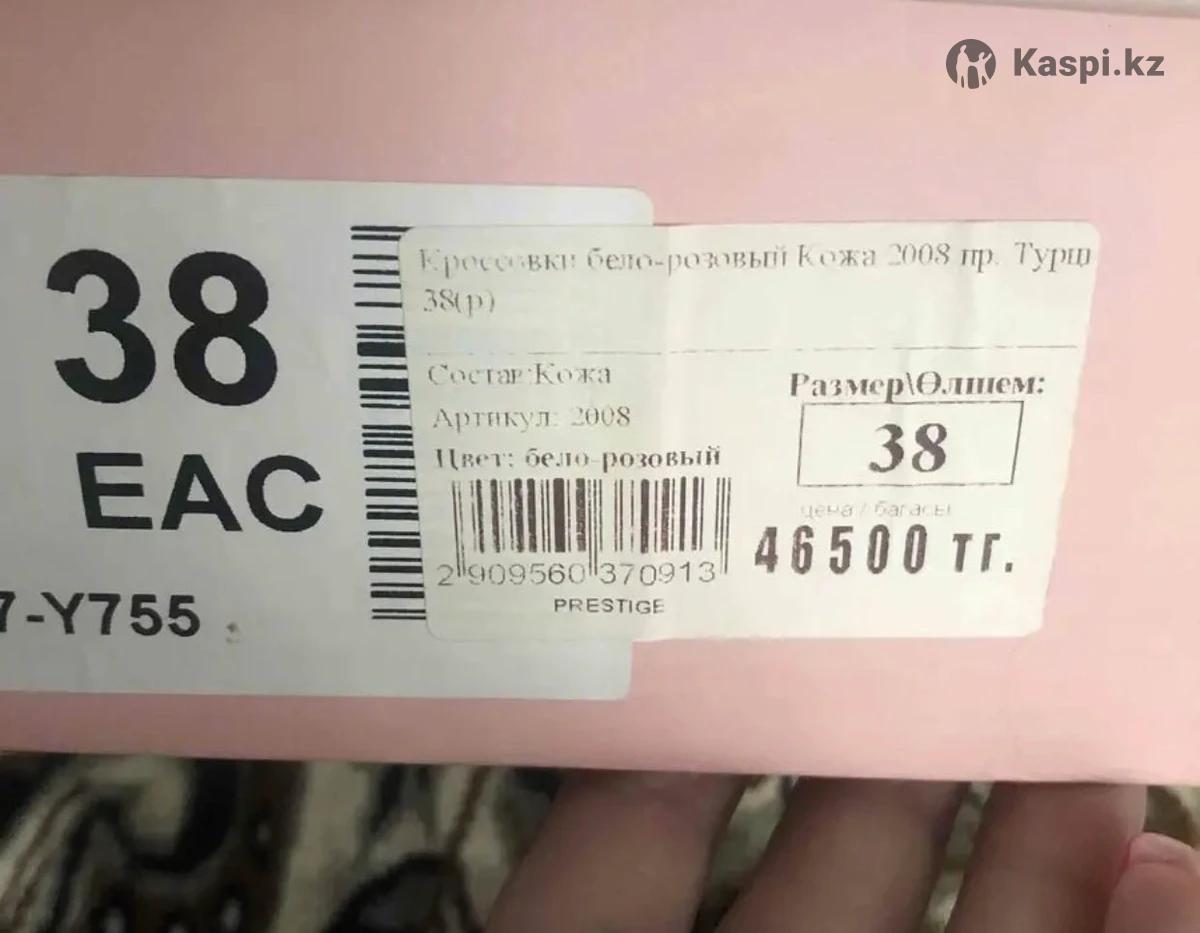 Kaspi.kz
38
EAC
7-Y755
Кроссовки бело-розовый Кожа 2008 пр. Турц
38(р)
Состав:Кожа
Артикул: 2008
Цвет: бело-розовый
Размер\Өлшем:
38
цена / бағасы
46500 тг.
2 909560 370913
PRESTIGE